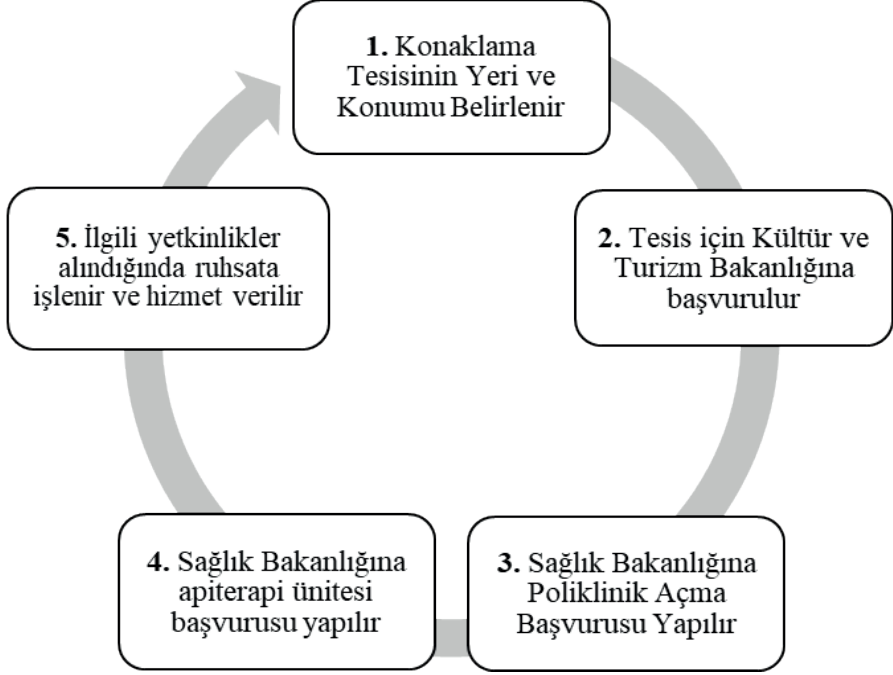 1. Konaklama
Tesisinin Yeri ve
Konumu Belirlenir
2. Tesis için Kültür ve
Turizm Bakanlığına
başvurulur
3. Sağlık Bakanlığına
Poliklinik Açma
Başvurusu Yapılır
4. Sağlık Bakanlığına
apiterapi ünitesi
başvurusu yapılır
5. İlgili yetkinlikler
alındığında ruhsata
işlenir ve hizmet verilir